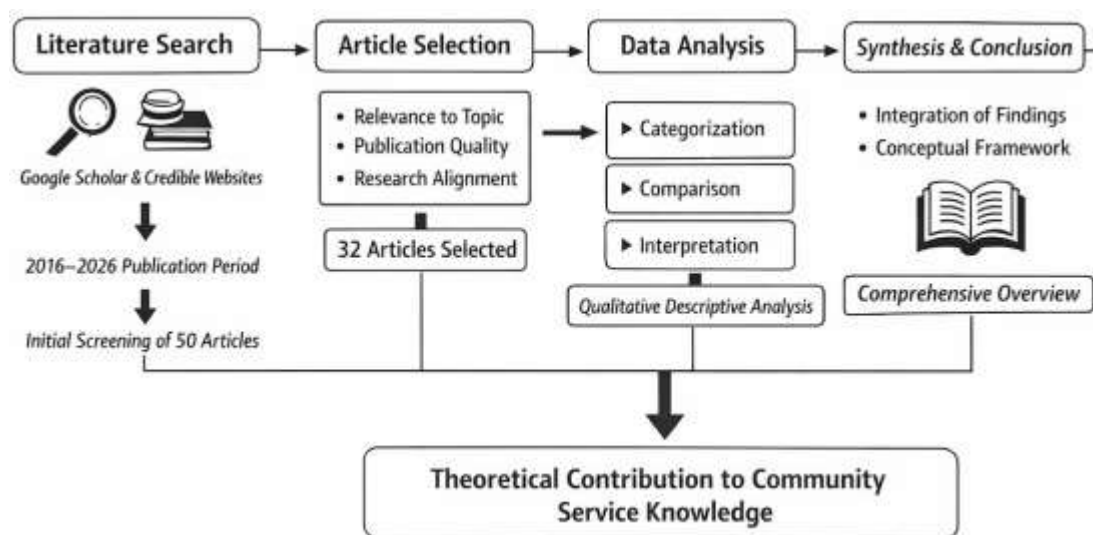 Literature Search
Google Scholar & Credible Websites
2016–2026 Publication Period
Initial Screening of 50 Articles
Article Selection
• Relevance to Topic
• Publication Quality
• Research Alignment
32 Articles Selected
Data Analysis
▶ Categorization
▶ Comparison
▶ Interpretation
Qualitative Descriptive Analysis
Synthesis & Conclusion
• Integration of Findings
• Conceptual Framework
Comprehensive Overview
Theoretical Contribution to Community
Service Knowledge